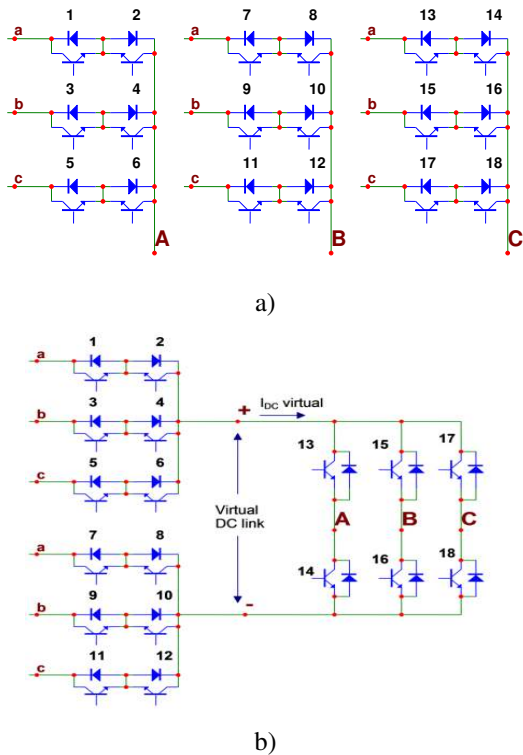 1 2 7 8 13 14
a a a
3 4 9 10 15 16
b b b
5 6 11 12 17 18
c c c
A B C
a)
1 2
a
3 4
b
+ I_DC virtual
5 6
c
13 15 17
Virtual
DC link
A B C
7 8
a
14 16 18
9 10
b
-
11 12
c
b)